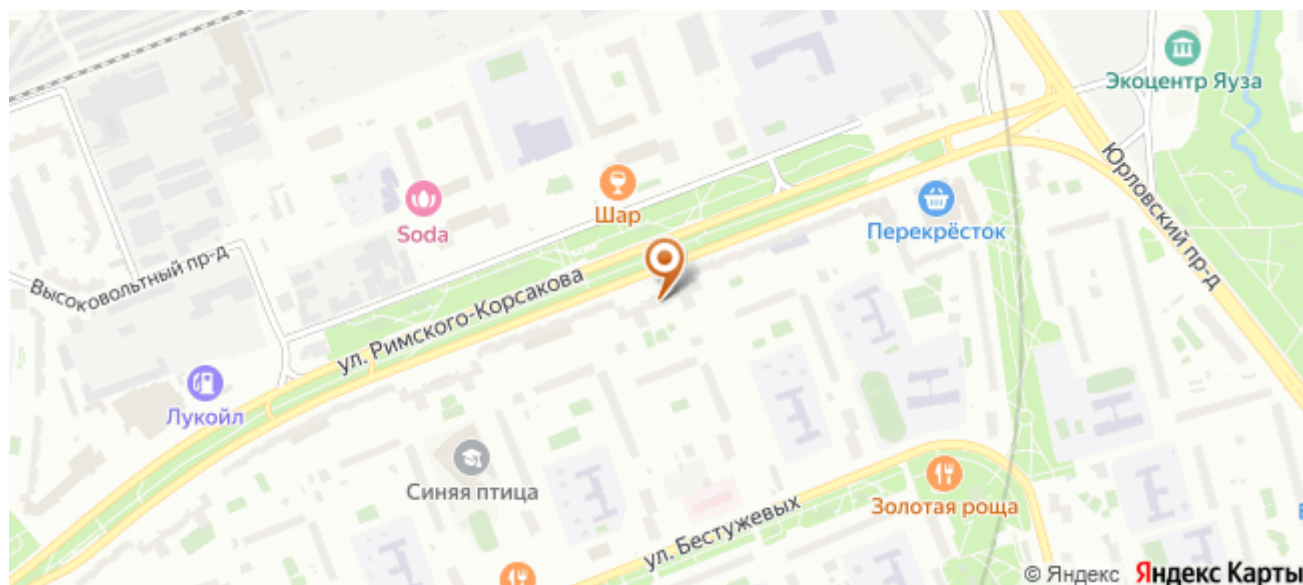 Экоцентр Яуза
Юрловский пр-д
Шар
Soda
Перекрёсток
Высоковольтный пр-д
ул. Римского-Корсакова
Лукойл
Синяя птица
Золотая роща
ул. Бестужевых
© Яндекс Яндекс Карты